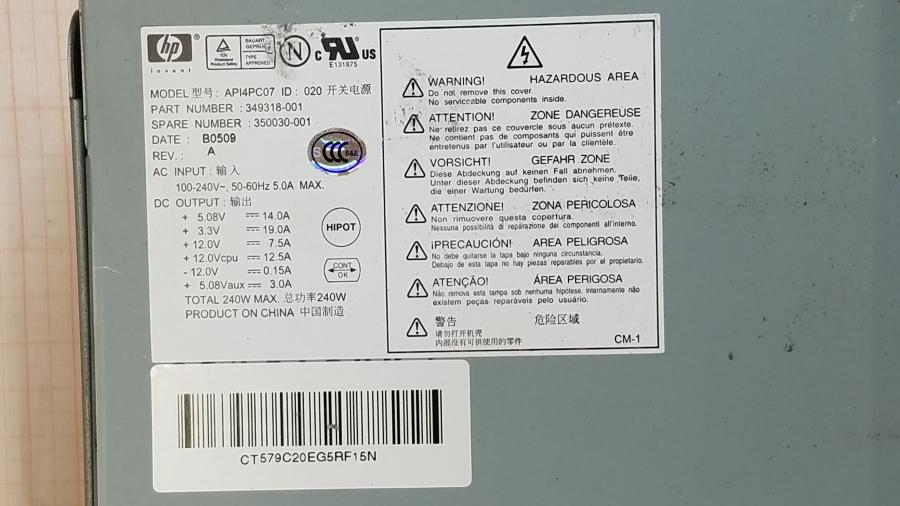 hp
invent
TÜV
Rheinland
Product Safety
BAUART
GEPRÜFT
TYPE
APPROVED
N
c RU US
E131875
MODEL 型号: API4PC07 ID : 020 开关电源
PART NUMBER : 349318-001
SPARE NUMBER : 350030-001
DATE : B0509
REV. : A
CCC S&E
AC INPUT : 输入
100-240V~, 50-60Hz 5.0A MAX.
DC OUTPUT : 输出
+ 5.08V 14.0A
+ 3.3V 19.0A
+ 12.0V 7.5A
+ 12.0Vcpu 12.5A
- 12.0V 0.15A
+ 5.08Vaux 3.0A
HIPOT
CONT
OK
TOTAL 240W MAX. 总功率240W
PRODUCT ON CHINA 中国制造
WARNING! HAZARDOUS AREA
Do not remove this cover.
No serviccable components inside.
ATTENTION! ZONE DANGEREUSE
Ne retirez pas ce couvercle sous aucun prétexte.
Ne contient pas de composants qui puissent être
entretenus par l'utilisateur ou par la clientèle.
VORSICHT! GEFAHR ZONE
Diese Abdeckung auf keinen Fall abnehmen.
Unter dieser Abdeckung befinden sich keine Teile,
die einer Wartung bedürfen.
ATTENZIONE! ZONA PERICOLOSA
Non rimuovere questa copertura.
Nessuna possibilità di riparazione dei componenti all'interno.
¡PRECAUCIÓN! ÁREA PELIGROSA
No debe quitarse la tapa bajo ninguna circunstancia.
Debajo de esta tapa no hay piezas reparables por el propietario.
ATENÇÃO! ÁREA PERIGOSA
Não remova esta tampa sob nenhuma hipótese. Internamente não
existem peças reparáveis pelo usuário.
警告 危险区域
请勿打开机壳
内部没有可供使用的零件
CM-1
CT579C20EG5RF15N